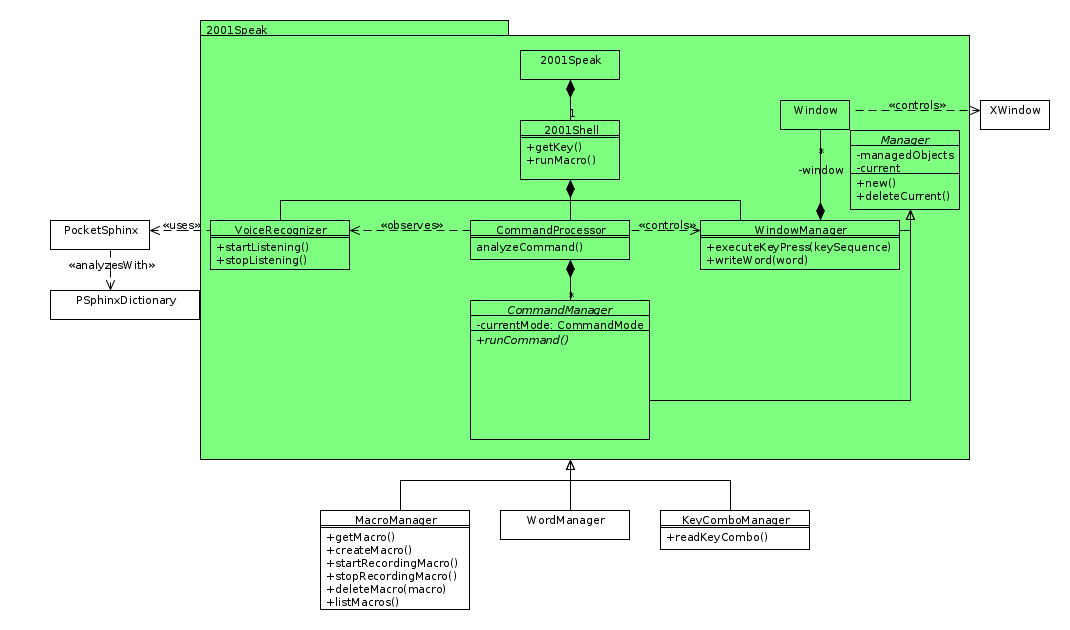 2001Speak
2001Speak
1
2001Shell
+getKey()
+runMacro()
Window
«controls»
XWindow
Manager
-managedObjects
-current
+new()
+deleteCurrent()
*
-window
PocketSphinx
«uses»
VoiceRecognizer
+startListening()
+stopListening()
«observes»
CommandProcessor
analyzeCommand()
«controls»
WindowManager
+executeKeyPress(keySequence)
+writeWord(word)
«analyzesWith»
PSphinxDictionary
*
CommandManager
-currentMode: CommandMode
+runCommand()
MacroManager
+getMacro()
+createMacro()
+startRecordingMacro()
+stopRecordingMacro()
+deleteMacro(macro)
+listMacros()
WordManager
KeyComboManager
+readKeyCombo()